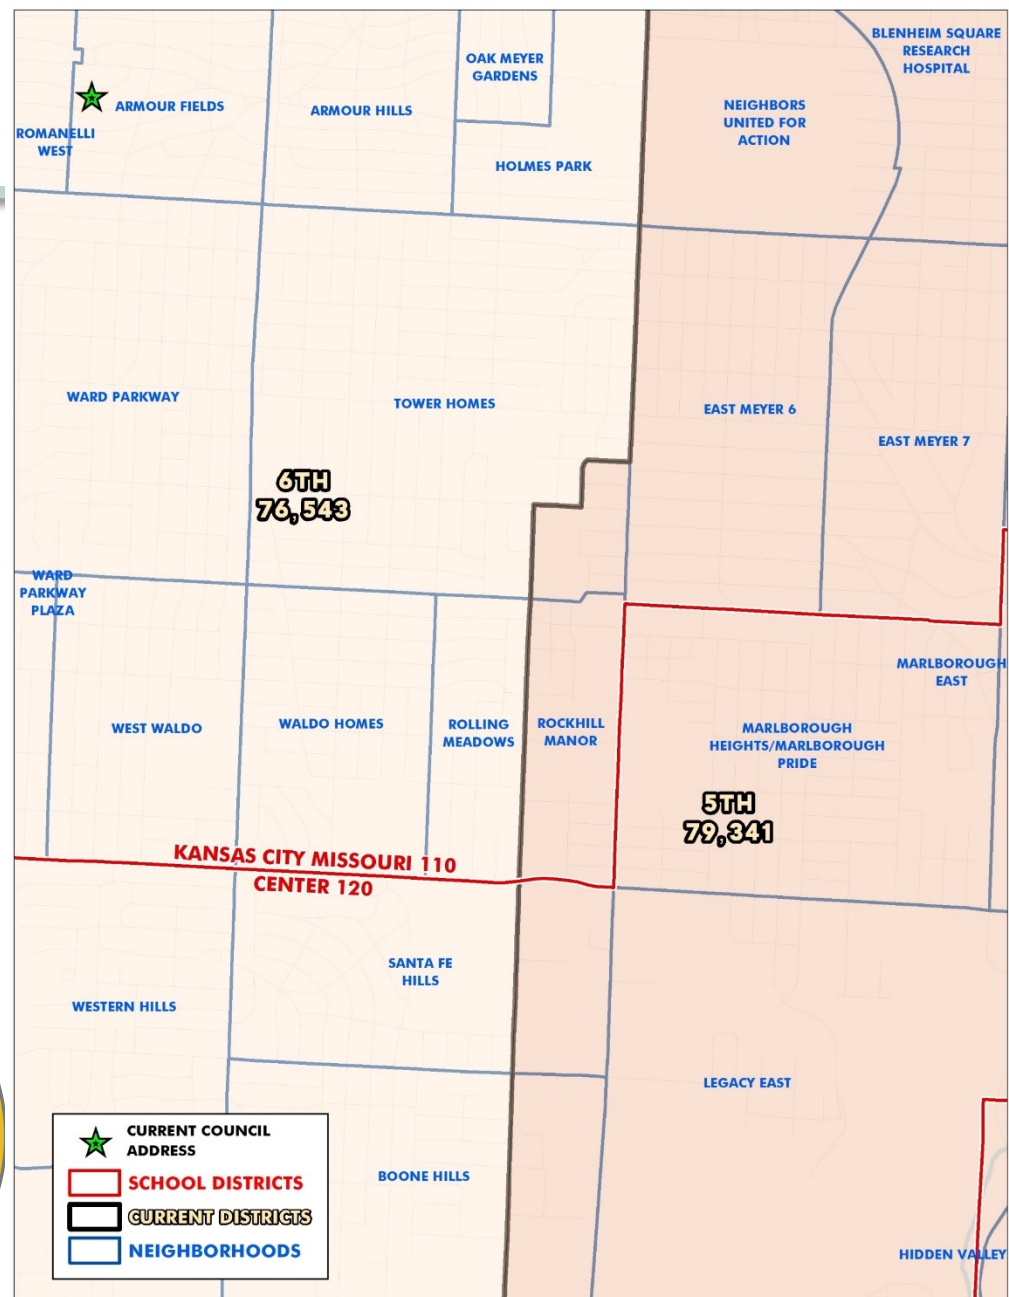 BLENHEIM SQUARE
RESEARCH
HOSPITAL
OAK MEYER
GARDENS
ARMOUR FIELDS
ARMOUR HILLS
NEIGHBORS
UNITED FOR
ACTION
ROMANELLI
WEST
HOLMES PARK
WARD PARKWAY
TOWER HOMES
EAST MEYER 6
EAST MEYER 7
6TH
76,543
WARD
PARKWAY
PLAZA
MARLBOROUGH
EAST
WEST WALDO
WALDO HOMES
ROLLING
MEADOWS
ROCKHILL
MANOR
MARLBOROUGH
HEIGHTS/MARLBOROUGH
PRIDE
5TH
79,341
KANSAS CITY MISSOURI 110
CENTER 120
SANTA FE
HILLS
WESTERN HILLS
LEGACY EAST
BOONE HILLS
HIDDEN VALLEY
CURRENT COUNCIL
ADDRESS
SCHOOL DISTRICTS
CURRENT DISTRICTS
NEIGHBORHOODS